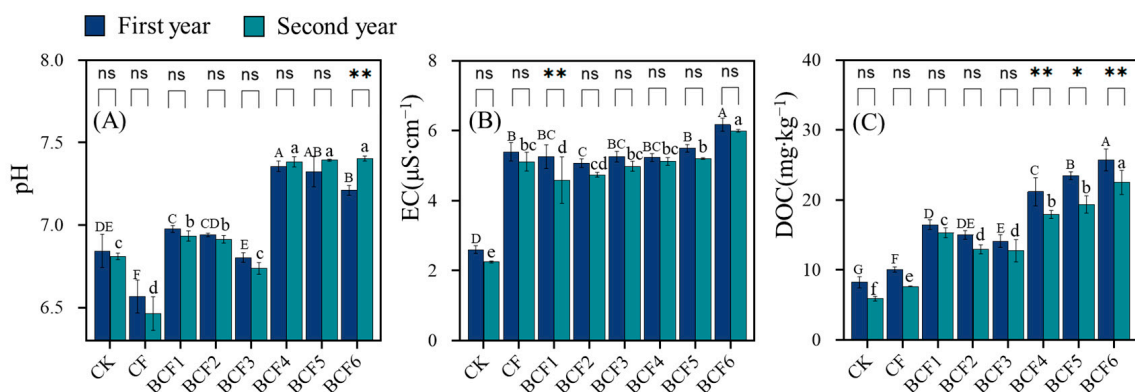 First year Second year
8.0 ns ns ns ns ns ns ns **
(A)
7.5
7.0
6.5
pH
DE c F d C b CD b E c A a AB a B a
CK CF BCF1 BCF2 BCF3 BCF4 BCF5 BCF6
8 ns ns ** ns ns ns ns ns
(B)
6
4
2
0
EC(μS·cm⁻¹)
D e B bc BC d C cd BC bc BC bc B b A a
CK CF BCF1 BCF2 BCF3 BCF4 BCF5 BCF6
40 ns ns ns ns ns ** * **
(C)
30
20
10
0
DOC(mg·kg⁻¹)
G f F e D c DE d E d C b B b A a
CK CF BCF1 BCF2 BCF3 BCF4 BCF5 BCF6